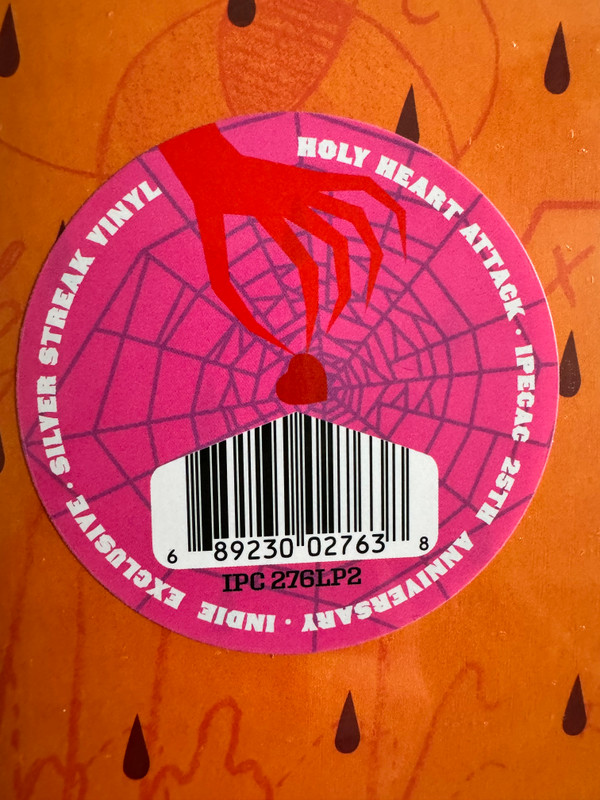 HOLY HEART ATTACK · IPECAC 25TH ANNIVERSARY · INDIE EXCLUSIVE · SILVER STREAK VINYL
6 89230 02763 8
IPC 276LP2